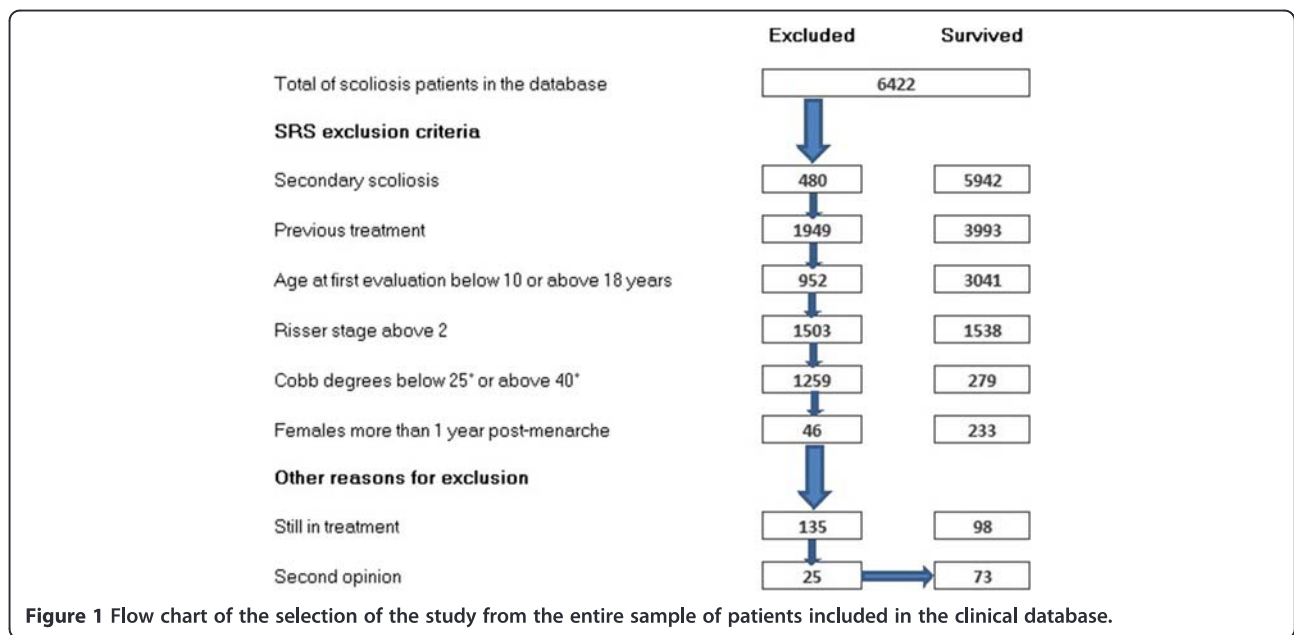 Excluded Survived
Total of scoliosis patients in the database 6422
SRS exclusion criteria
Secondary scoliosis 480 5942
Previous treatment 1949 3993
Age at first evaluation below 10 or above 18 years 952 3041
Risser stage above 2 1503 1538
Cobb degrees below 25° or above 40° 1259 279
Females more than 1 year post-menarche 46 233
Other reasons for exclusion
Still in treatment 135 98
Second opinion 25 73
Figure 1 Flow chart of the selection of the study from the entire sample of patients included in the clinical database.